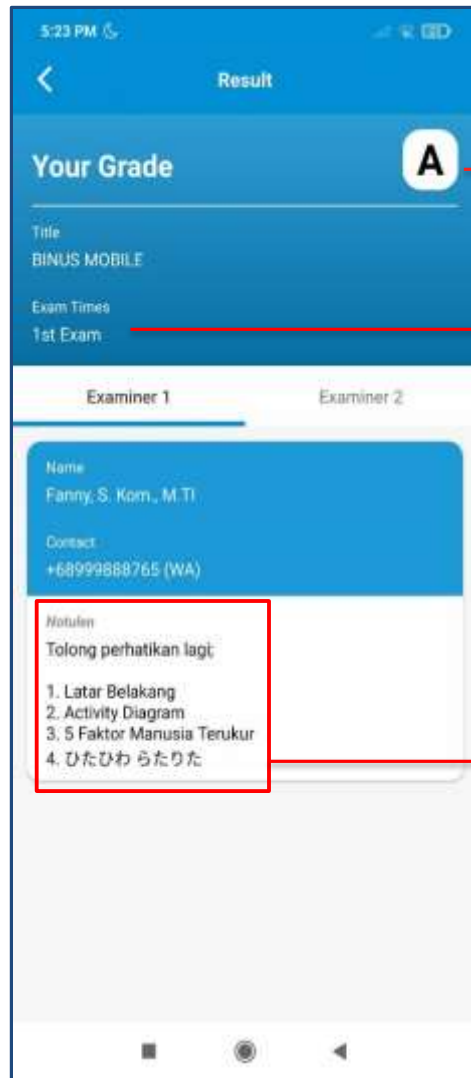 5:23 PM
Result
Your Grade
A
Title
BINUS MOBILE
Exam Times
1st Exam
Examiner 1
Examiner 2
Name
Fanny, S. Kom., M.TI
Contact
+68999888765 (WA)
Notulen
Tolong perhatikan lagi;
1. Latar Belakang
2. Activity Diagram
3. 5 Faktor Manusia Terukur
4. ひたひわ らたりた